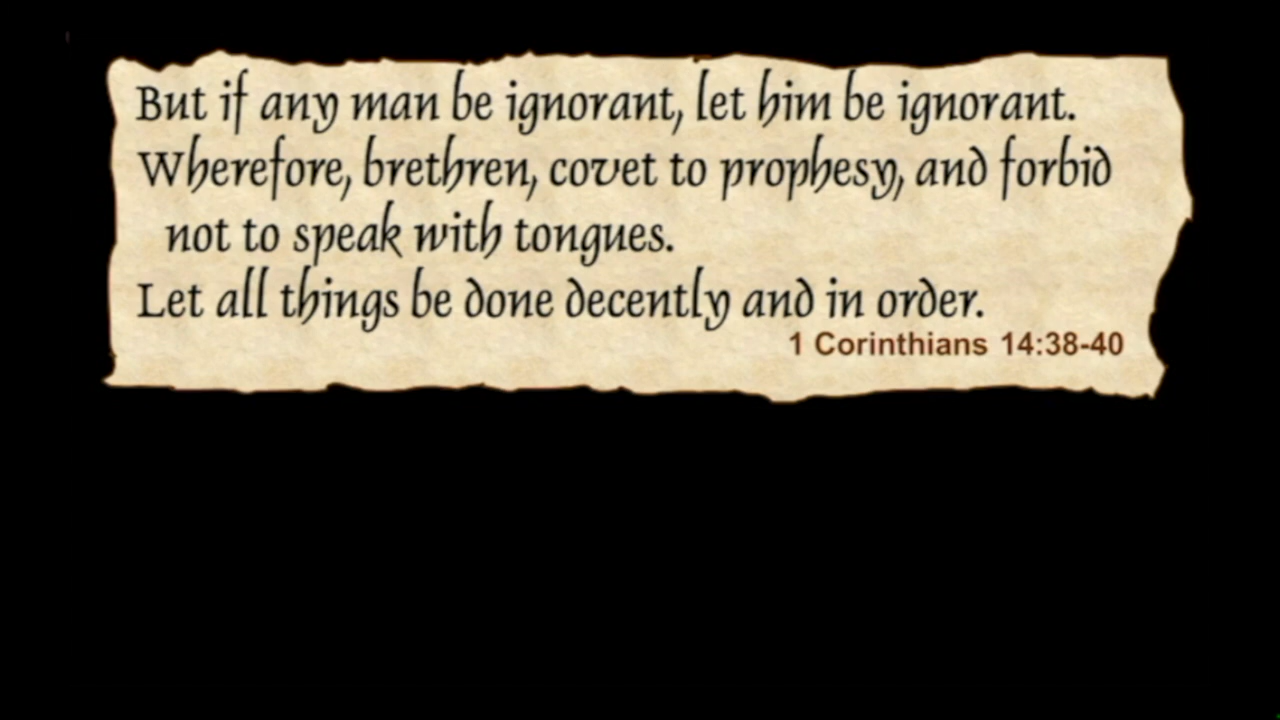 But if any man be ignorant, let him be ignorant.
Wherefore, brethren, covet to prophesy, and forbid
not to speak with tongues.
Let all things be done decently and in order.
1 Corinthians 14:38-40